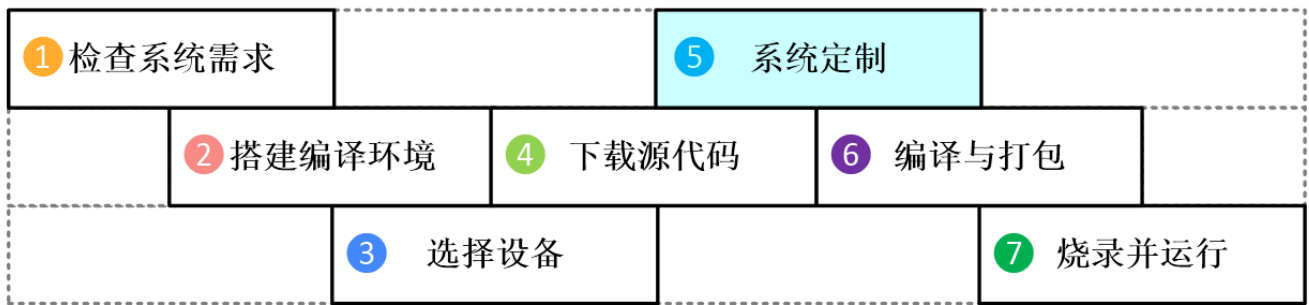 1 检查系统需求
5 系统定制
2 搭建编译环境
4 下载源代码
6 编译与打包
3 选择设备
7 烧录并运行